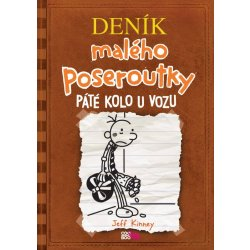 DENÍK
malého
Poseroutky
PÁTÉ KOLO U VOZU
Jeff Kinney